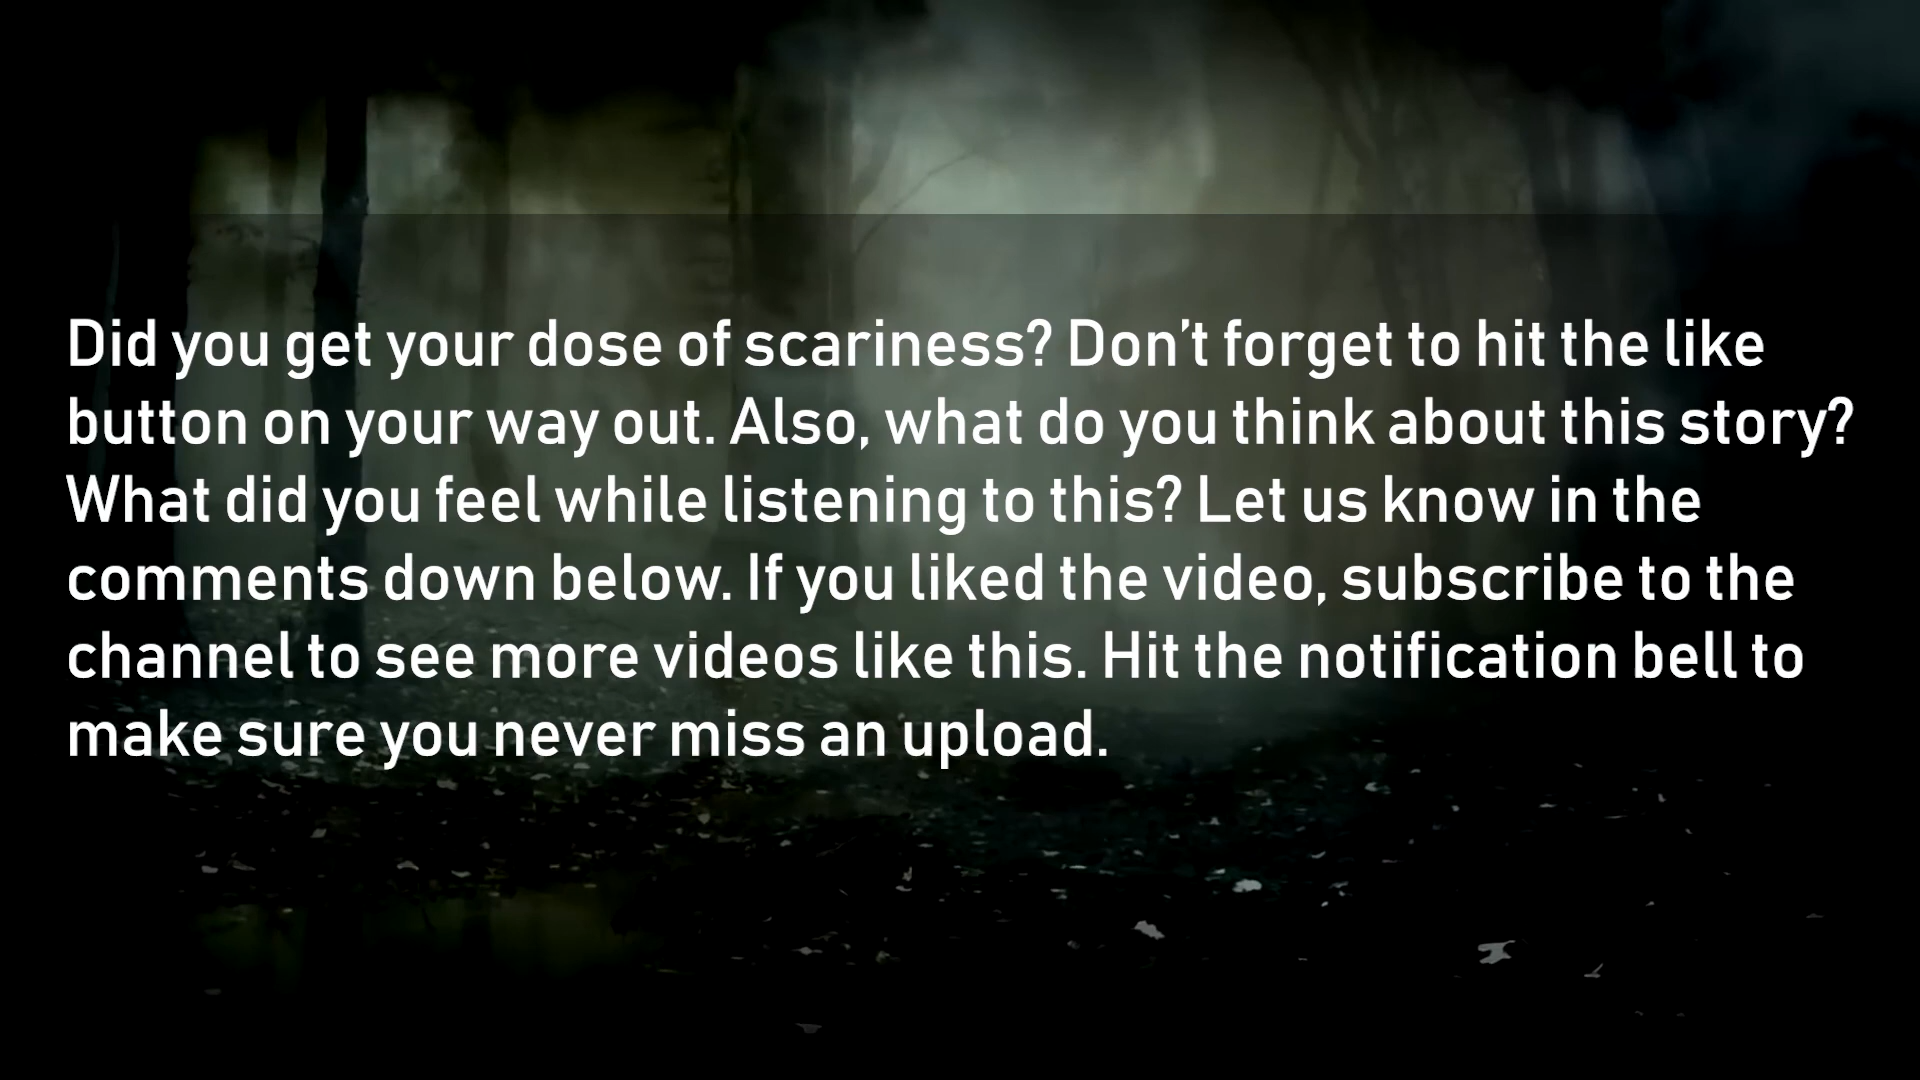 Did you get your dose of scariness? Don’t forget to hit the like
button on your way out. Also, what do you think about this story?
What did you feel while listening to this? Let us know in the
comments down below. If you liked the video, subscribe to the
channel to see more videos like this. Hit the notification bell to
make sure you never miss an upload.